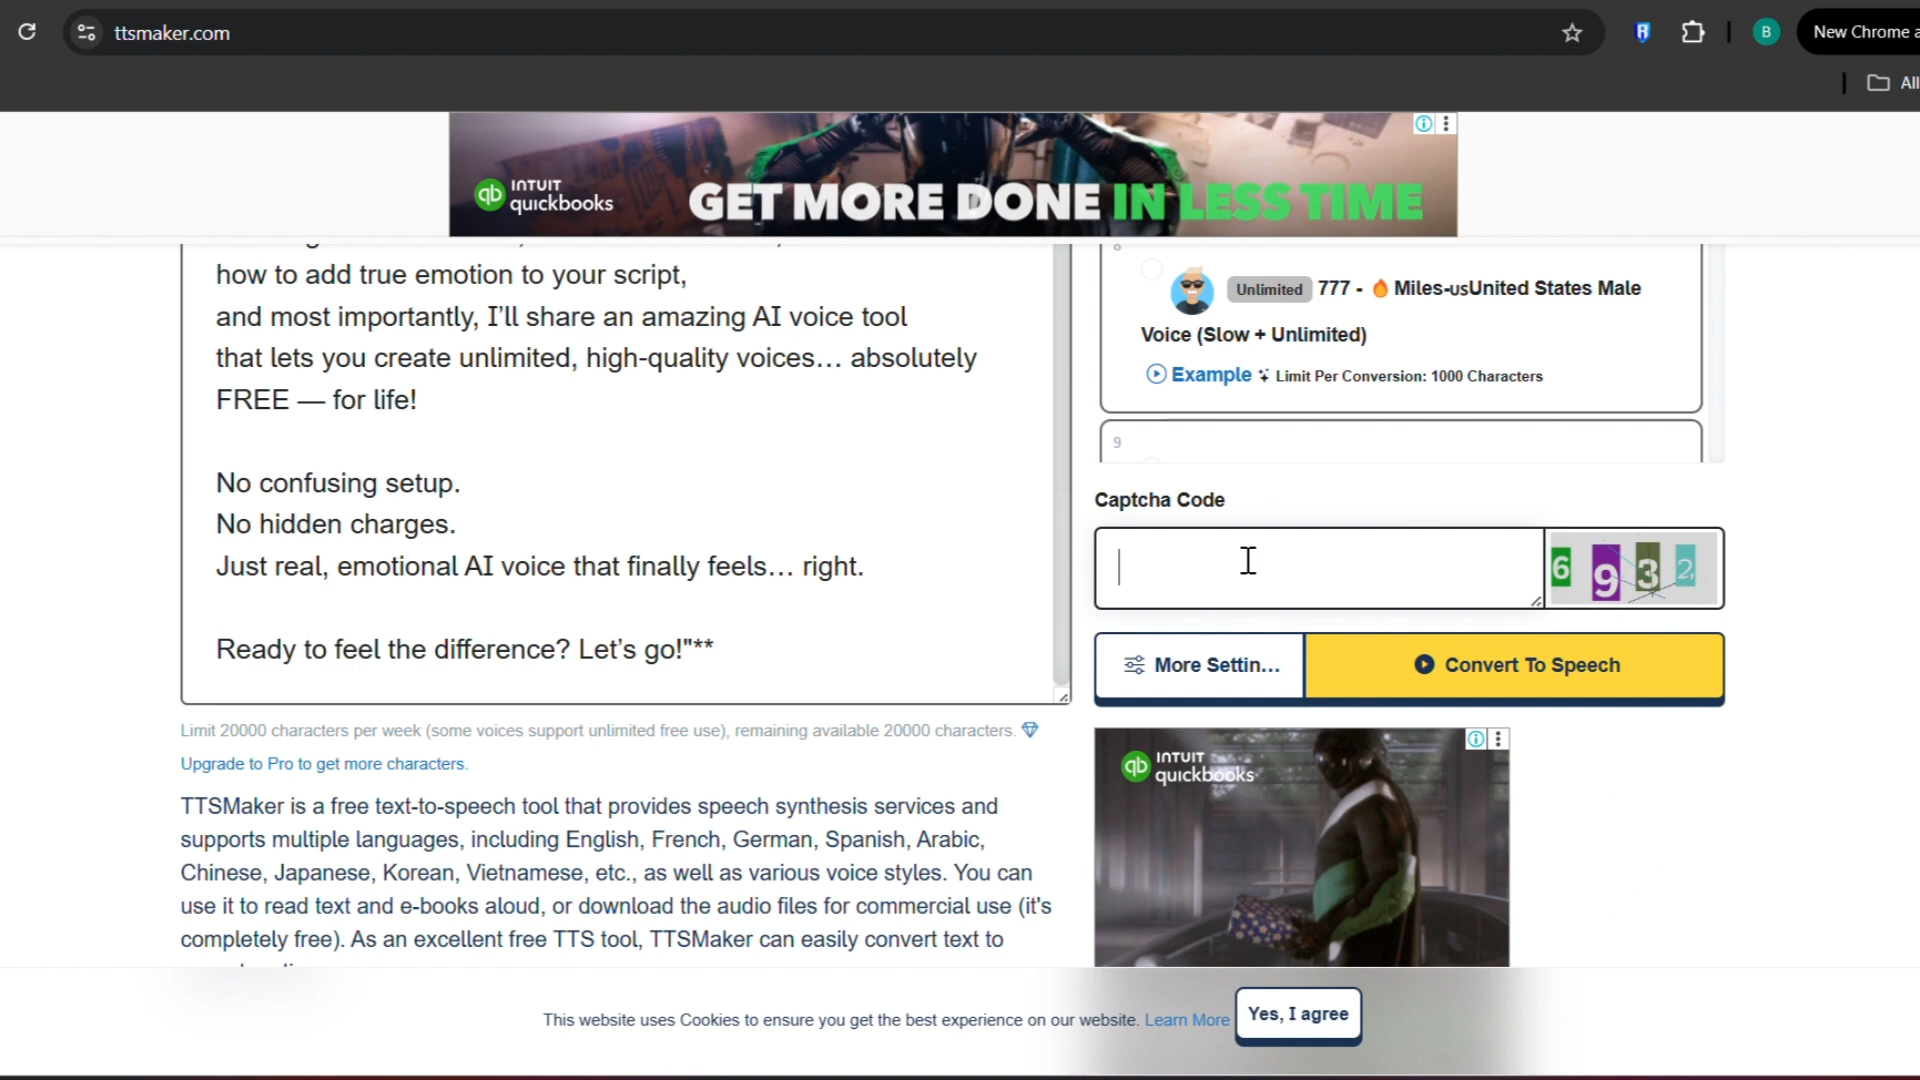 ttsmaker.com
B
New Chrome a
All
INTUIT
quickbooks
GET MORE DONE IN LESS TIME
how to add true emotion to your script,
and most importantly, I’ll share an amazing AI voice tool
that lets you create unlimited, high-quality voices… absolutely
FREE — for life!
No confusing setup.
No hidden charges.
Just real, emotional AI voice that finally feels… right.
Ready to feel the difference? Let’s go!"**
8
Unlimited 777 - 🔥 Miles-usUnited States Male
Voice (Slow + Unlimited)
Example Limit Per Conversion: 1000 Characters
9
Captcha Code
6 9 3 2
More Settin...
Convert To Speech
Limit 20000 characters per week (some voices support unlimited free use), remaining available 20000 characters.
Upgrade to Pro to get more characters.
TTSMaker is a free text-to-speech tool that provides speech synthesis services and
supports multiple languages, including English, French, German, Spanish, Arabic,
Chinese, Japanese, Korean, Vietnamese, etc., as well as various voice styles. You can
use it to read text and e-books aloud, or download the audio files for commercial use (it's
completely free). As an excellent free TTS tool, TTSMaker can easily convert text to
qb INTUIT
quickbooks
This website uses Cookies to ensure you get the best experience on our website. Learn More
Yes, I agree